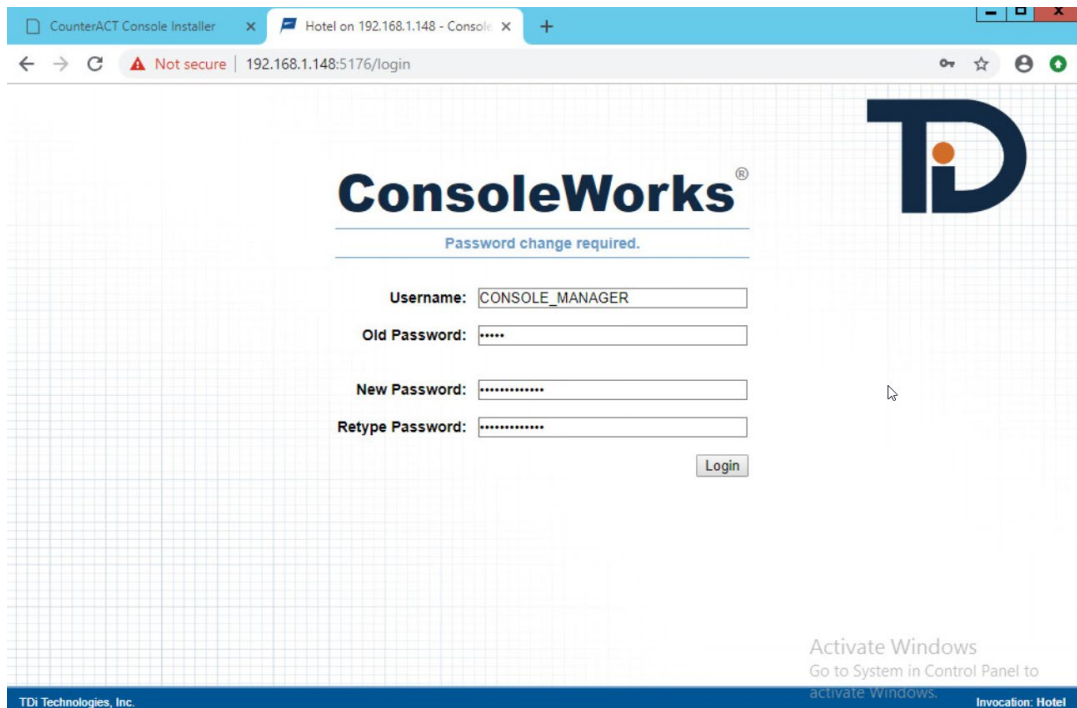 CounterACT Console Installer
Hotel on 192.168.1.148 - Console
Not secure | 192.168.1.148:5176/login
TDi
ConsoleWorks®
Password change required.
Username: CONSOLE_MANAGER
Old Password: •••••
New Password: •••••••••••••
Retype Password: •••••••••••••
Login
Activate Windows
Go to System in Control Panel to
activate Windows.
TDi Technologies, Inc.
Invocation: Hotel